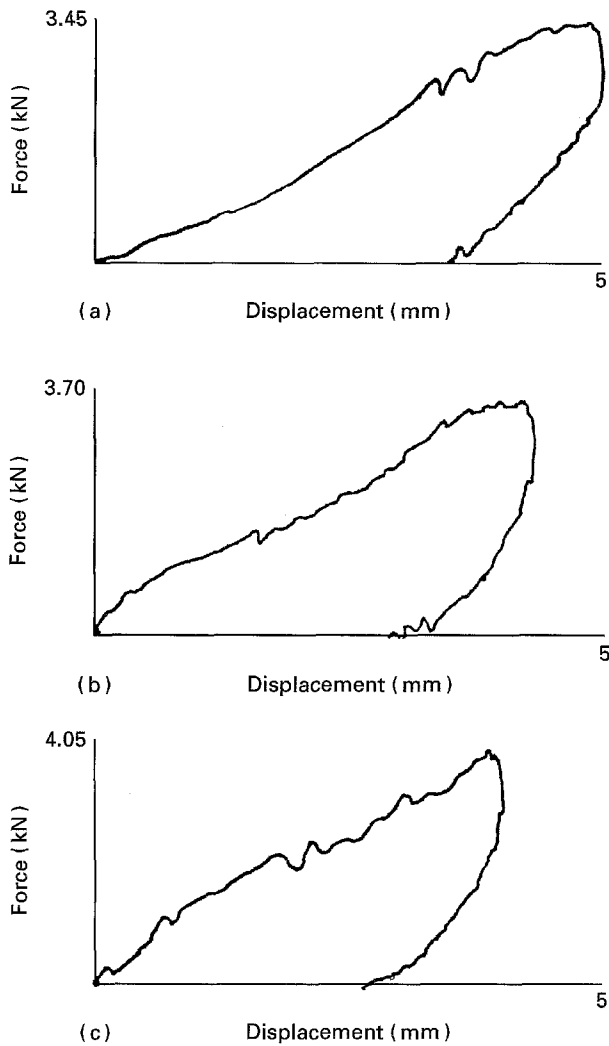 3.45
Force (kN)
5
(a) Displacement (mm)
3.70
Force (kN)
5
(b) Displacement (mm)
4.05
Force (kN)
5
(c) Displacement (mm)